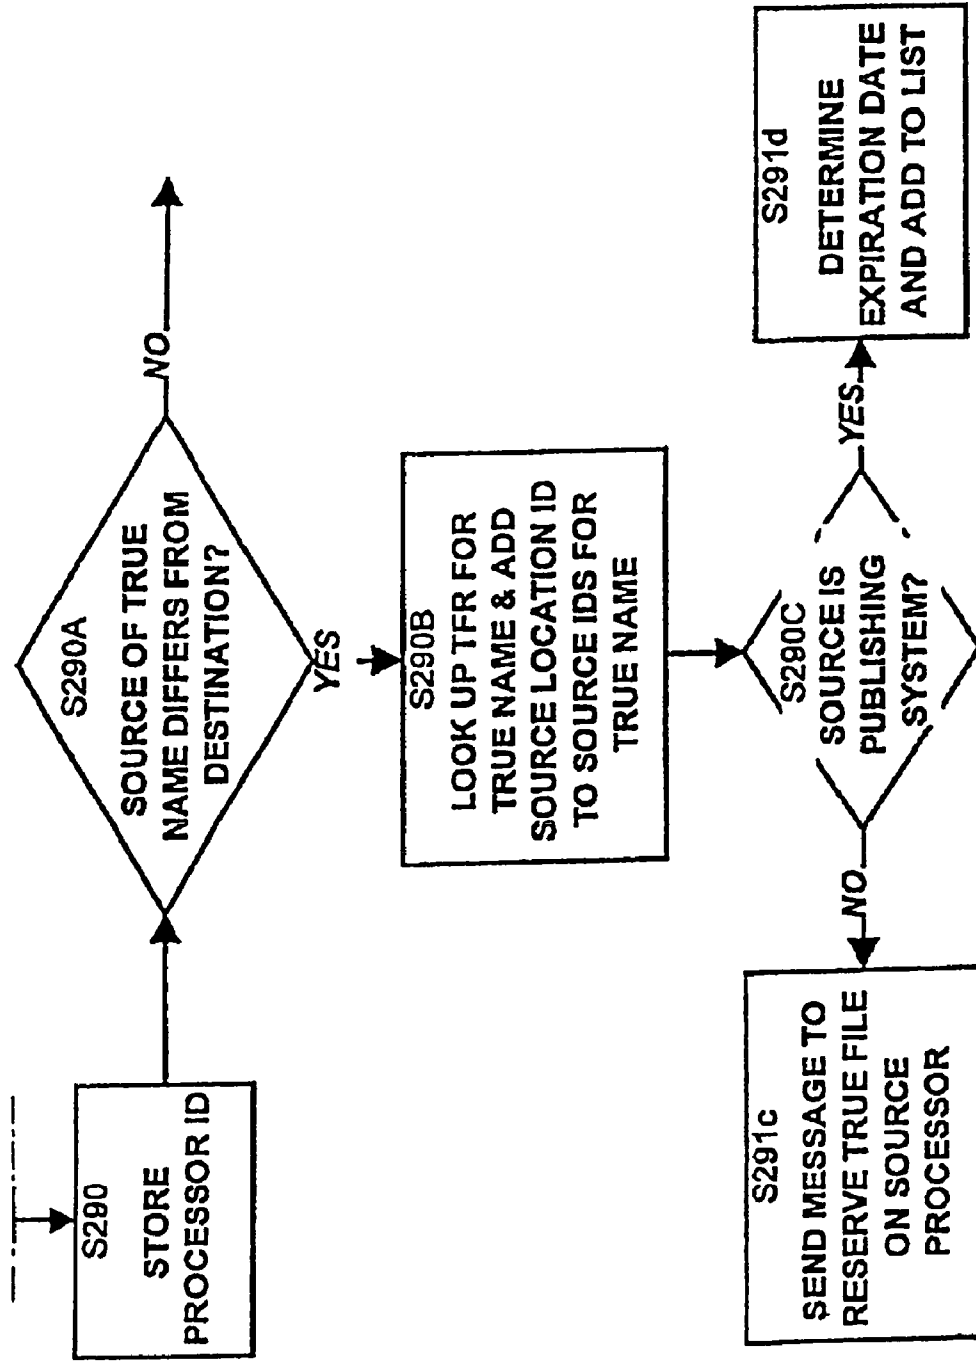 S290
STORE
PROCESSOR ID
S290A
SOURCE OF TRUE
NAME DIFFERS FROM
DESTINATION?
NO
YES
S290B
LOOK UP TFR FOR
TRUE NAME & ADD
SOURCE LOCATION ID
TO SOURCE IDS FOR
TRUE NAME
S290C
SOURCE IS
PUBLISHING
SYSTEM?
NO
YES
S291c
SEND MESSAGE TO
RESERVE TRUE FILE
ON SOURCE
PROCESSOR
S291d
DETERMINE
EXPIRATION DATE
AND ADD TO LIST